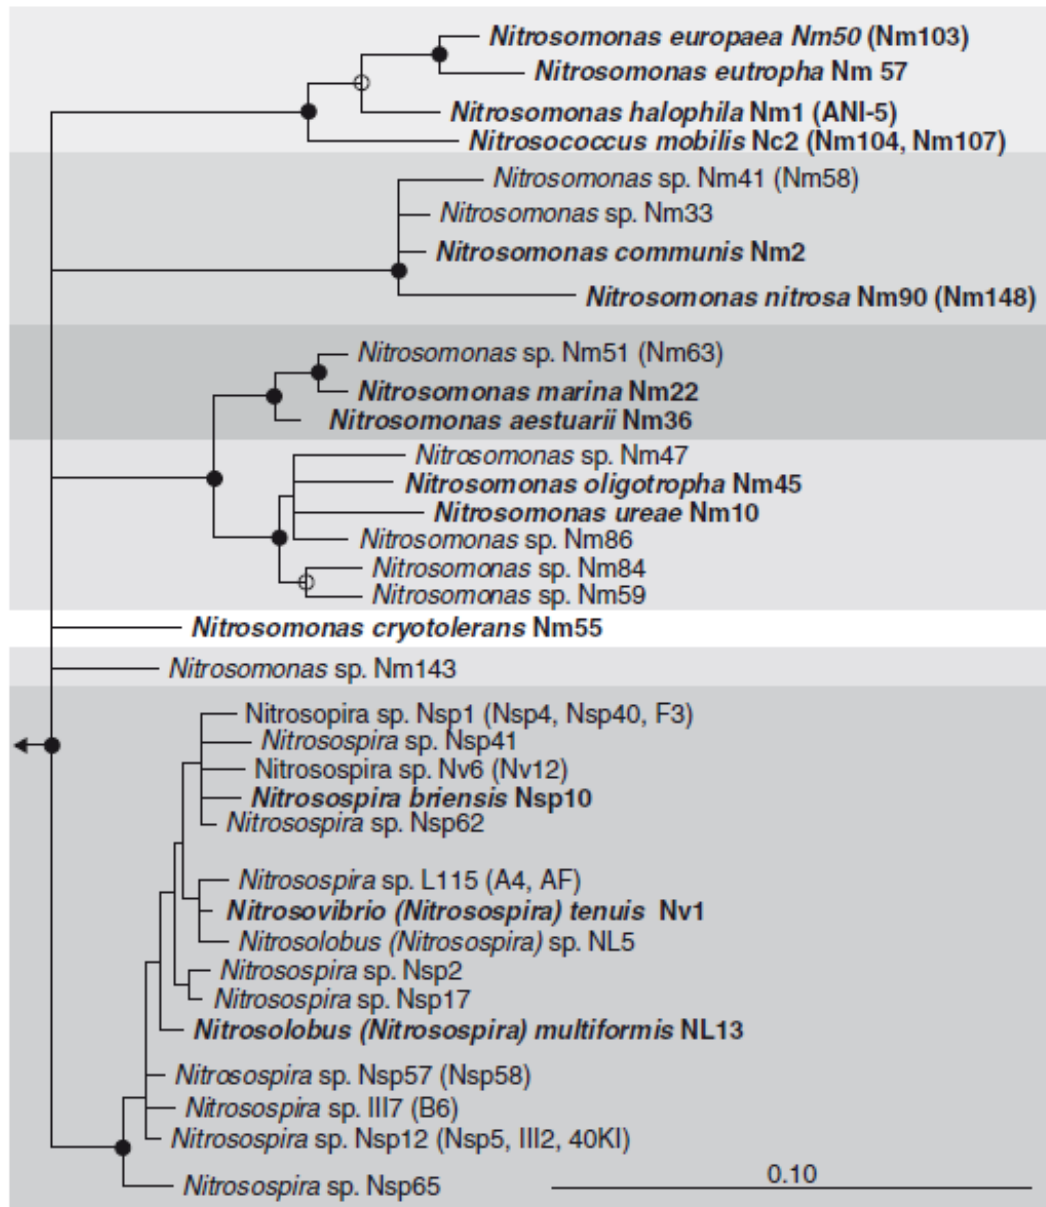 Nitrosomonas europaea Nm50 (Nm103)
Nitrosomonas eutropha Nm 57
Nitrosomonas halophila Nm1 (ANI-5)
Nitrosococcus mobilis Nc2 (Nm104, Nm107)
Nitrosomonas sp. Nm41 (Nm58)
Nitrosomonas sp. Nm33
Nitrosomonas communis Nm2
Nitrosomonas nitrosa Nm90 (Nm148)
Nitrosomonas sp. Nm51 (Nm63)
Nitrosomonas marina Nm22
Nitrosomonas aestuarii Nm36
Nitrosomonas sp. Nm47
Nitrosomonas oligotropha Nm45
Nitrosomonas ureae Nm10
Nitrosomonas sp. Nm86
Nitrosomonas sp. Nm84
Nitrosomonas sp. Nm59
Nitrosomonas cryotolerans Nm55
Nitrosomonas sp. Nm143
Nitrosopira sp. Nsp1 (Nsp4, Nsp40, F3)
Nitrosospira sp. Nsp41
Nitrosospira sp. Nv6 (Nv12)
Nitrosospira briensis Nsp10
Nitrosospira sp. Nsp62
Nitrosospira sp. L115 (A4, AF)
Nitrosovibrio (Nitrosospira) tenuis Nv1
Nitrosolobus (Nitrosospira) sp. NL5
Nitrosospira sp. Nsp2
Nitrosospira sp. Nsp17
Nitrosolobus (Nitrosospira) multiformis NL13
Nitrosospira sp. Nsp57 (Nsp58)
Nitrosospira sp. III7 (B6)
Nitrosospira sp. Nsp12 (Nsp5, III2, 40KI)
Nitrosospira sp. Nsp65
0.10